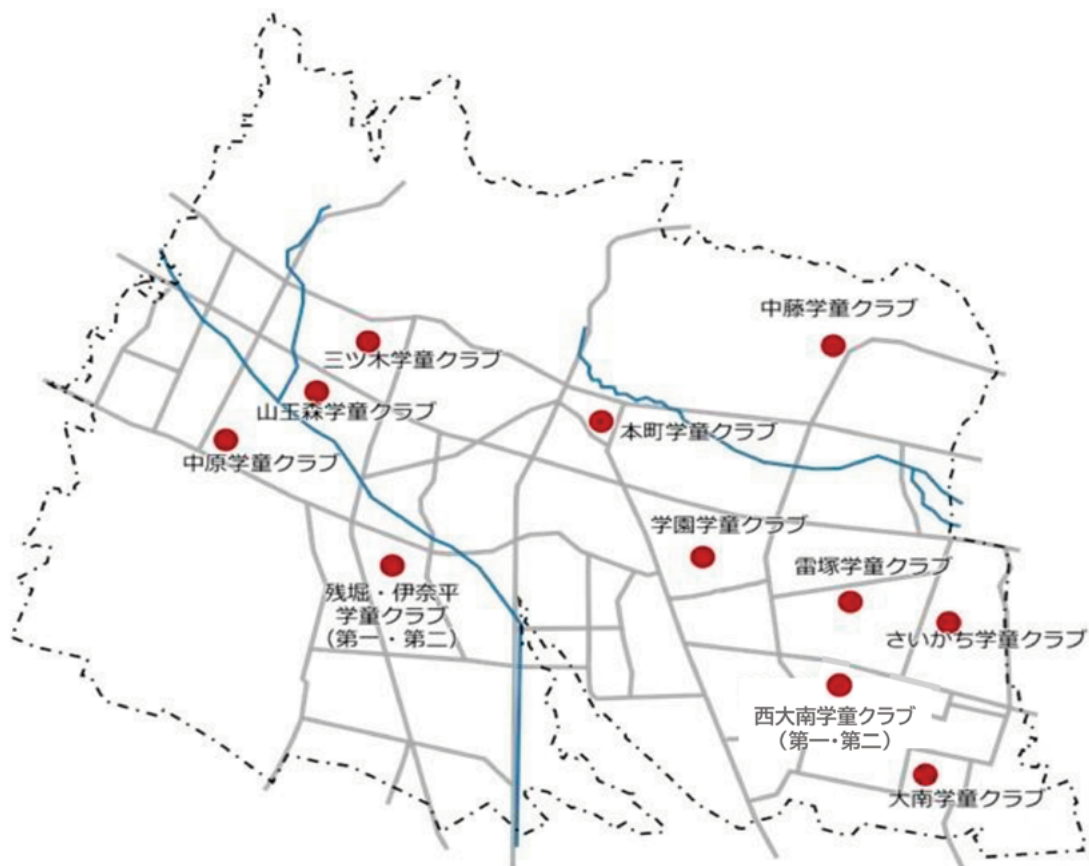 中藤学童クラブ
三ツ木学童クラブ
山王森学童クラブ
本町学童クラブ
中原学童クラブ
学園学童クラブ
雷塚学童クラブ
残堀・伊奈平
学童クラブ
(第一・第二)
さいかち学童クラブ
西大南学童クラブ
(第一・第二)
大南学童クラブ